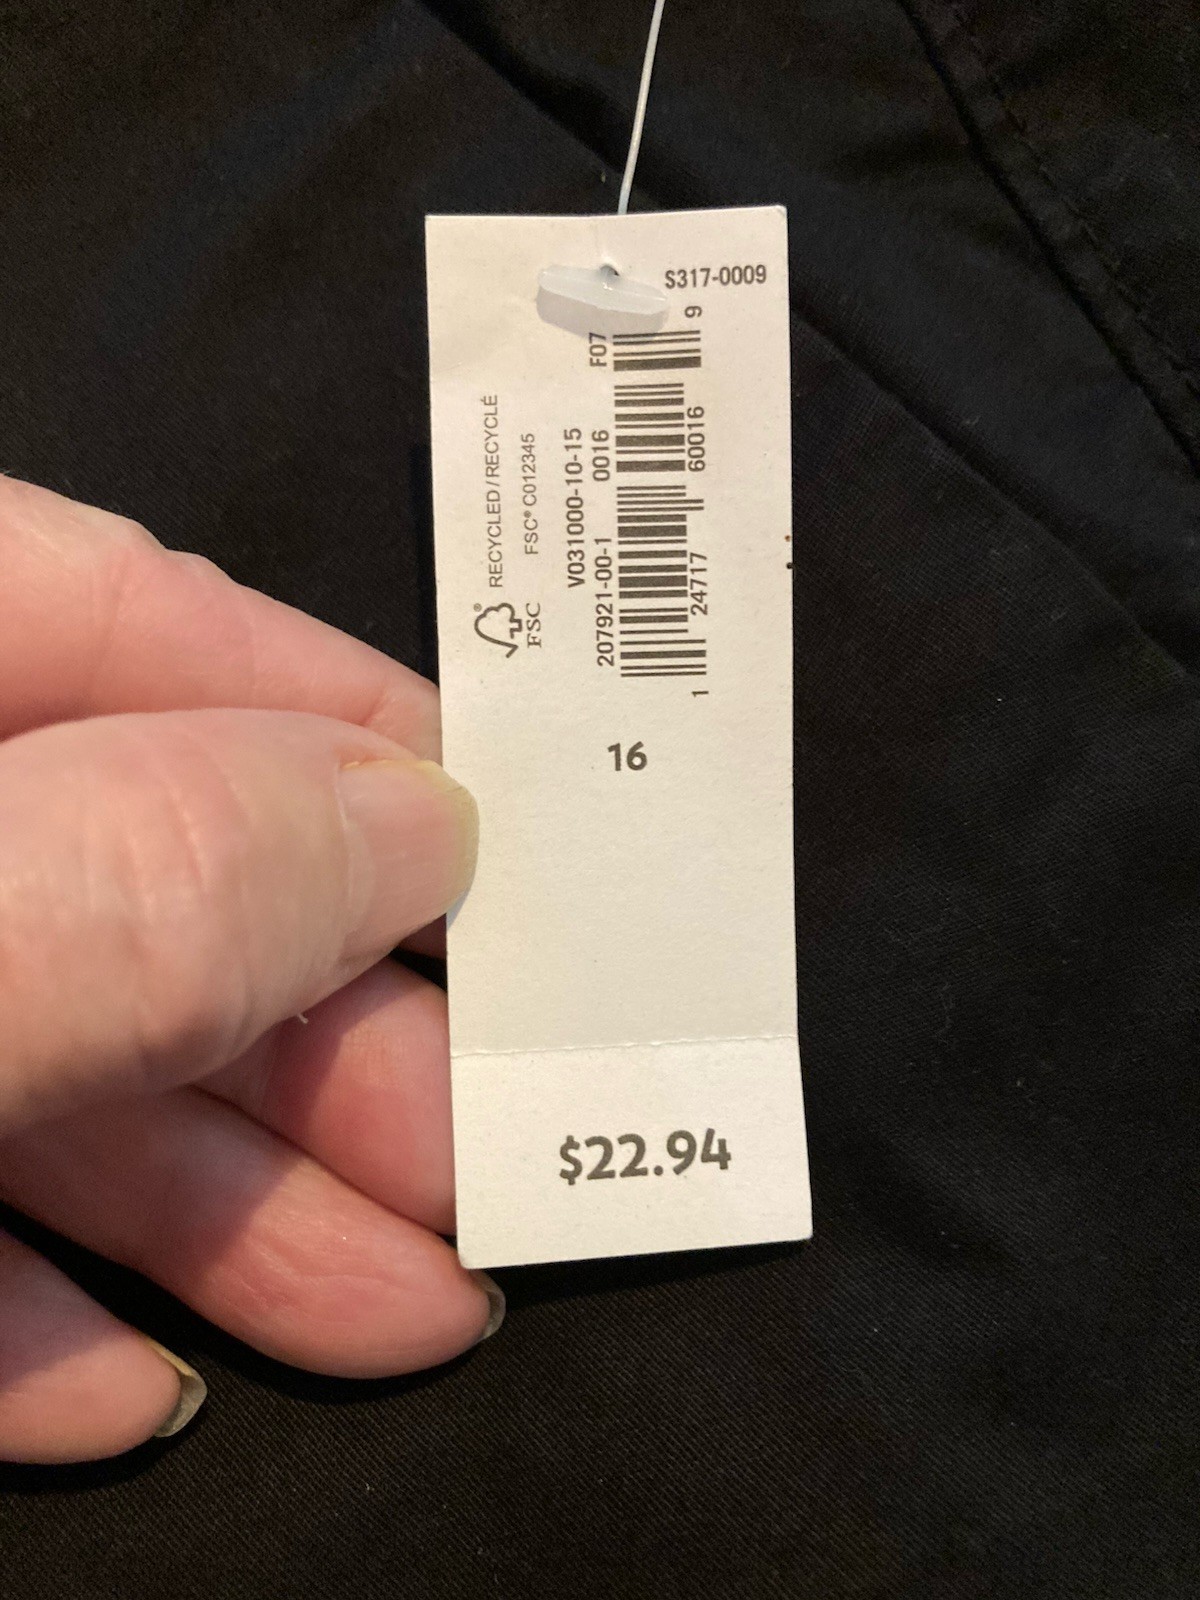 S317-0009
RECYCLED / RECYCLÉ
FSC® C012345
®
FSC
V031000-10-15
207921-00-1 0016 F07
1 24717 60016 9
16
$22.94